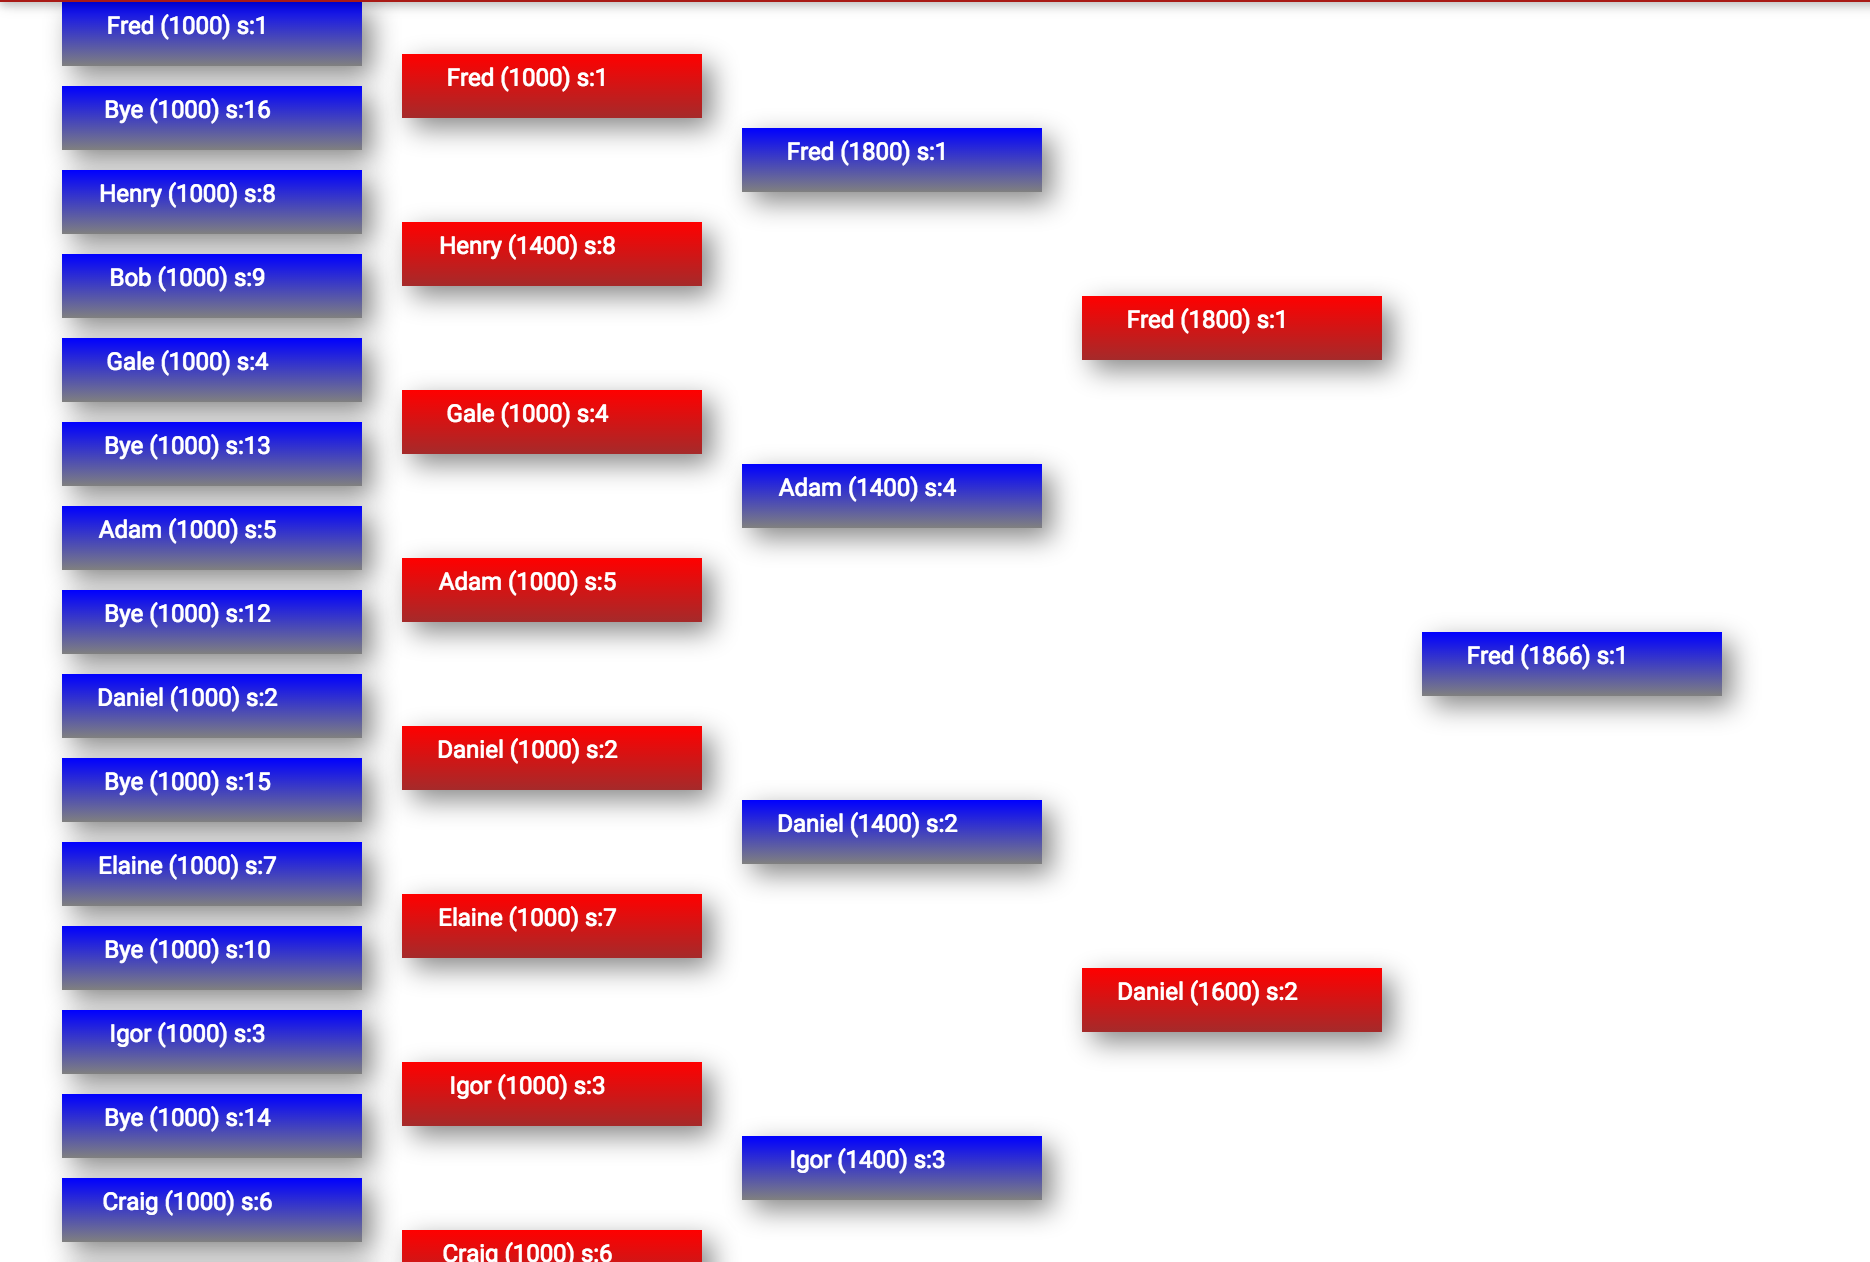 Fred (1000) s:1
Bye (1000) s:16
Henry (1000) s:8
Bob (1000) s:9
Gale (1000) s:4
Bye (1000) s:13
Adam (1000) s:5
Bye (1000) s:12
Daniel (1000) s:2
Bye (1000) s:15
Elaine (1000) s:7
Bye (1000) s:10
Igor (1000) s:3
Bye (1000) s:14
Craig (1000) s:6
Fred (1000) s:1
Henry (1400) s:8
Gale (1000) s:4
Adam (1000) s:5
Daniel (1000) s:2
Elaine (1000) s:7
Igor (1000) s:3
Craig (1000) s:6
Fred (1800) s:1
Adam (1400) s:4
Daniel (1400) s:2
Igor (1400) s:3
Fred (1800) s:1
Daniel (1600) s:2
Fred (1866) s:1